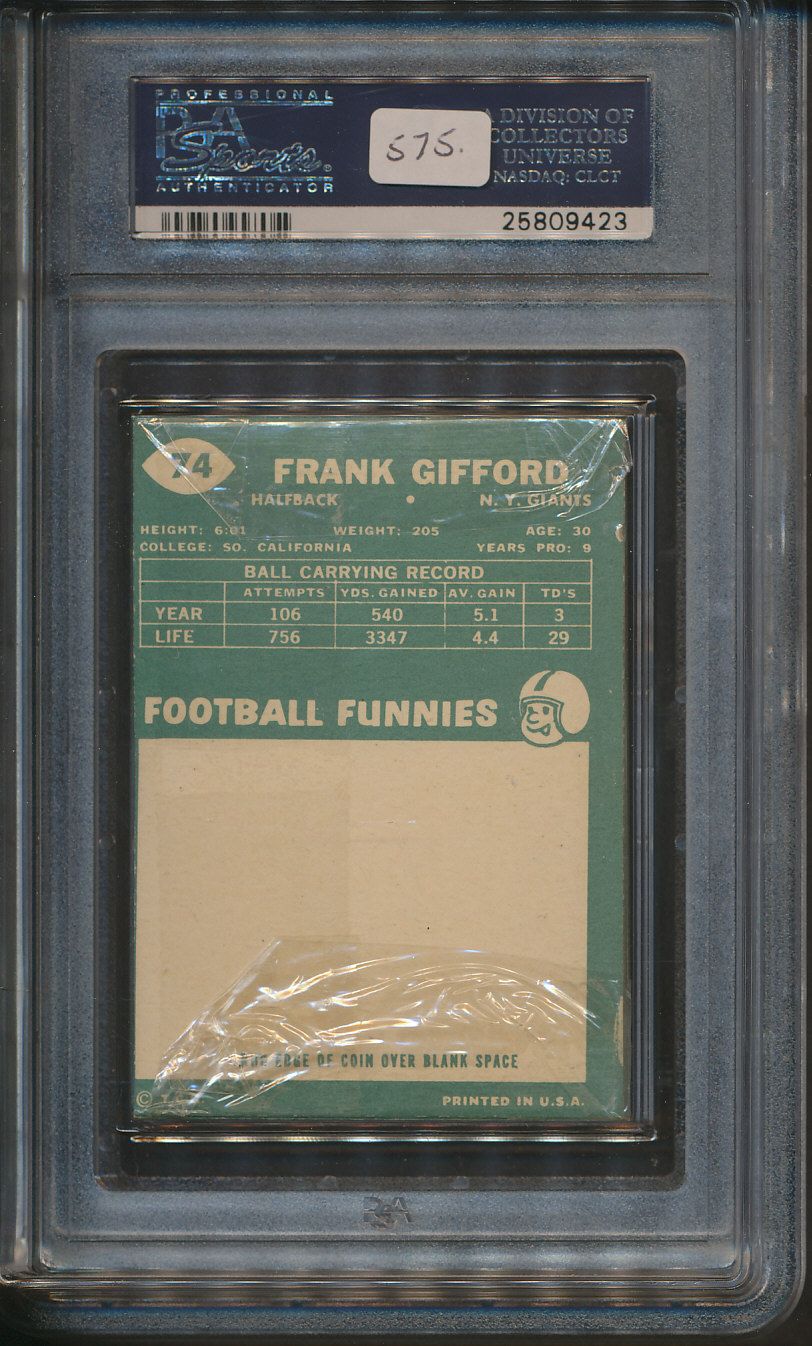 PROFESSIONAL
PSA
Sports
AUTHENTICATOR
575.
A DIVISION OF
COLLECTORS
UNIVERSE
NASDAQ: CLCT
25809423
74
FRANK GIFFORD
HALFBACK • N. Y. GIANTS
HEIGHT: 6:01 WEIGHT: 205 AGE: 30
COLLEGE: SO. CALIFORNIA YEARS PRO: 9
BALL CARRYING RECORD
ATTEMPTS YDS. GAINED AV. GAIN TD'S
YEAR 106 540 5.1 3
LIFE 756 3347 4.4 29
FOOTBALL FUNNIES
EDGE OF COIN OVER BLANK SPACE
© PRINTED IN U.S.A.
PSA